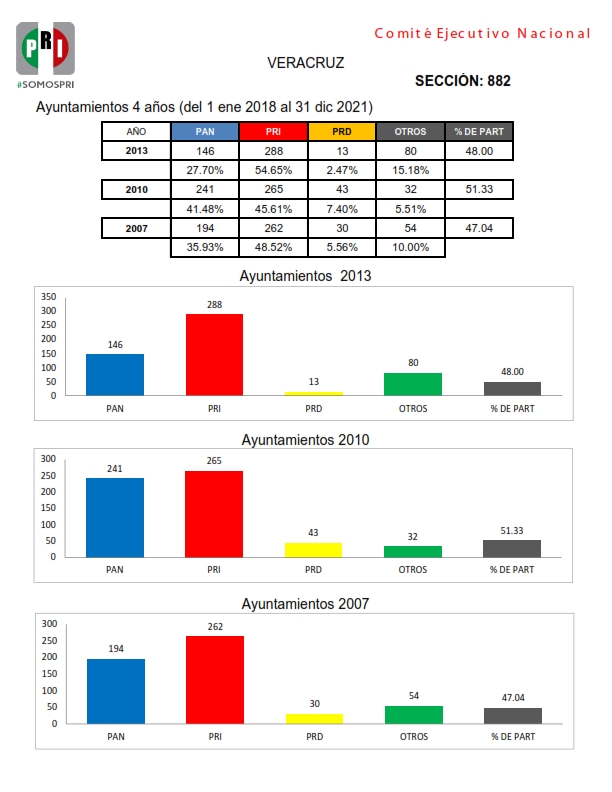 Comité Ejecutivo Nacional
PRI
#SOMOSPRI
VERACRUZ
SECCIÓN: 882
Ayuntamientos 4 años (del 1 ene 2018 al 31 dic 2021)
AÑO PAN PRI PRD OTROS % DE PART
2013 146 288 13 80 48.00
27.70% 54.65% 2.47% 15.18%
2010 241 265 43 32 51.33
41.48% 45.61% 7.40% 5.51%
2007 194 262 30 54 47.04
35.93% 48.52% 5.56% 10.00%
Ayuntamientos 2013
350
300
250
200
150
100
50
0
146 288 13 80 48.00
PAN PRI PRD OTROS % DE PART
Ayuntamientos 2010
300
250
200
150
100
50
0
241 265 43 32 51.33
PAN PRI PRD OTROS % DE PART
Ayuntamientos 2007
300
250
200
150
100
50
0
194 262 30 54 47.04
PAN PRI PRD OTROS % DE PART